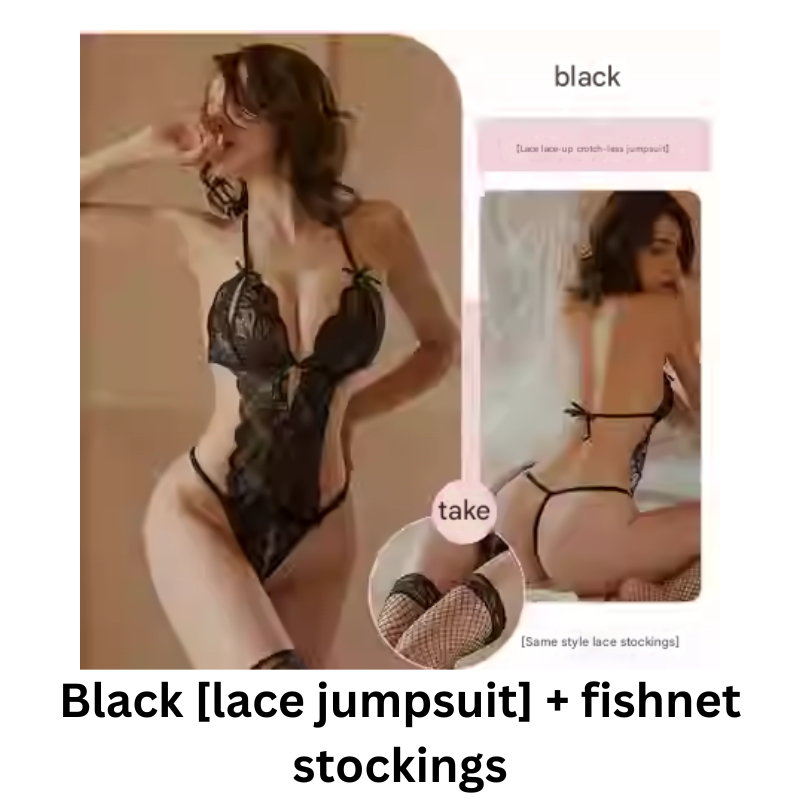 black
[Lace lace-up crotch-less jumpsuit]
take
[Same style lace stockings]
Black [lace jumpsuit] + fishnet
stockings